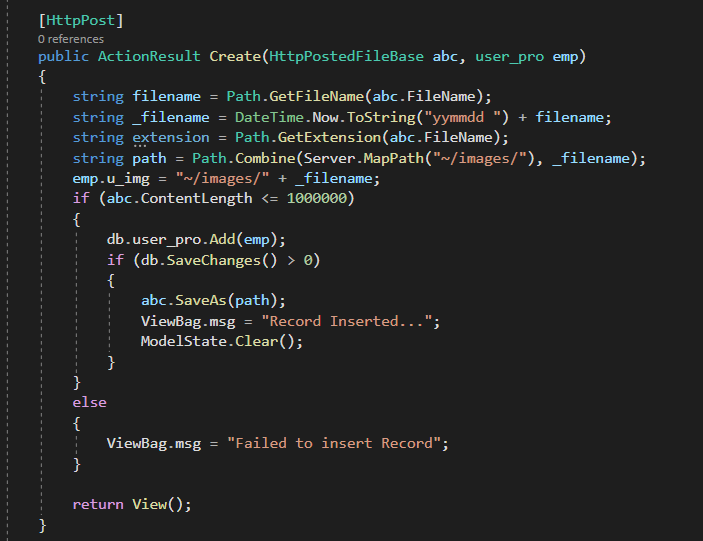 [HttpPost]
0 references
public ActionResult Create(HttpPostedFileBase abc, user_pro emp)
{
string filename = Path.GetFileName(abc.FileName);
string _filename = DateTime.Now.ToString("yymmdd ") + filename;
string extension = Path.GetExtension(abc.FileName);
string path = Path.Combine(Server.MapPath("~/images/"), _filename);
emp.u_img = "~/images/" + _filename;
if (abc.ContentLength <= 1000000)
{
db.user_pro.Add(emp);
if (db.SaveChanges() > 0)
{
abc.SaveAs(path);
ViewBag.msg = "Record Inserted...";
ModelState.Clear();
}
}
else
{
ViewBag.msg = "Failed to insert Record";
}
return View();
}